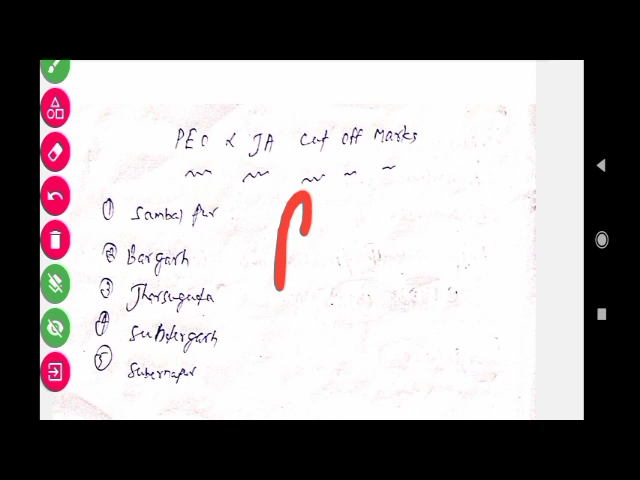 PEO & JA Cut Off Marks
① Sambalpur
② Bargarh
③ Jharsuguda
④ Sundergarh
⑤ Subernapur